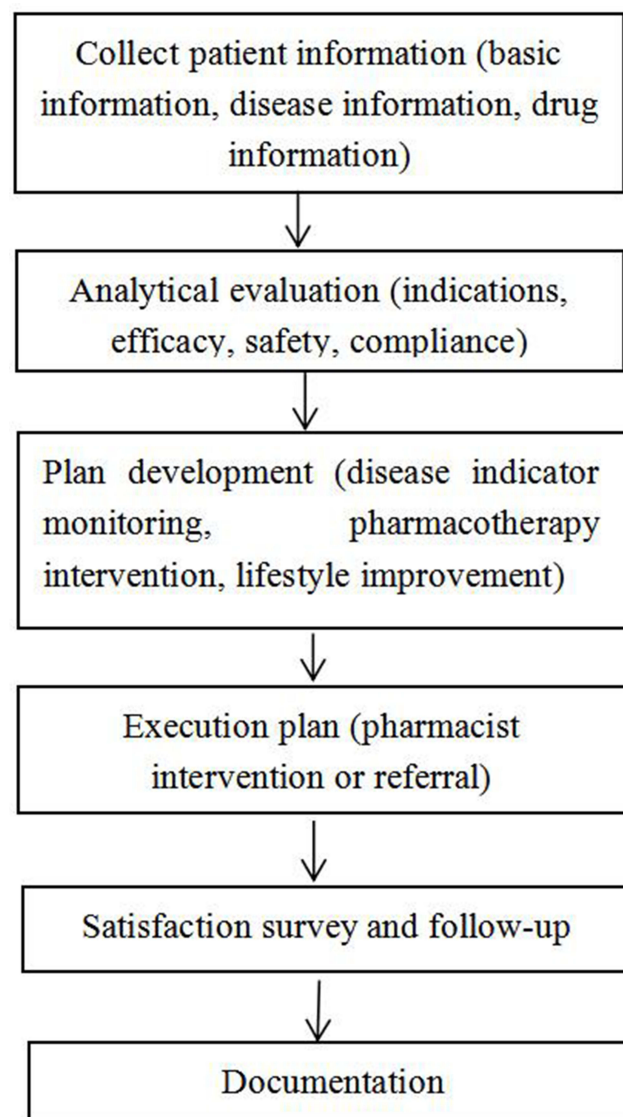 Collect patient information (basic
information, disease information, drug
information)
Analytical evaluation (indications,
efficacy, safety, compliance)
Plan development (disease indicator
monitoring, pharmacotherapy
intervention, lifestyle improvement)
Execution plan (pharmacist
intervention or referral)
Satisfaction survey and follow-up
Documentation